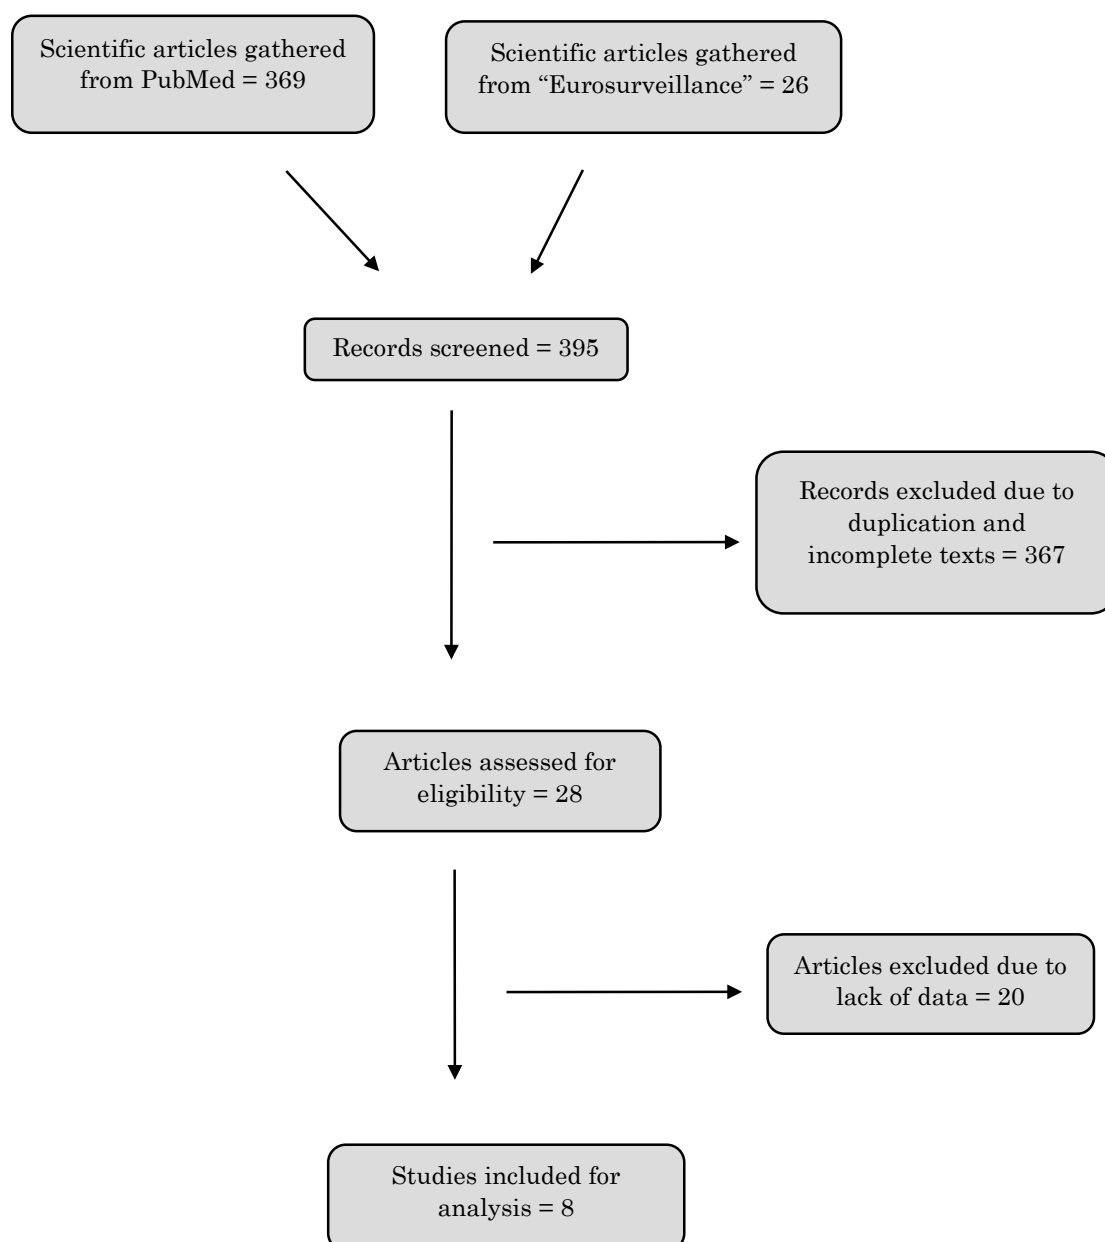 Scientific articles gathered
from PubMed = 369
Scientific articles gathered
from “Eurosurveillance” = 26
Records screened = 395
Records excluded due to
duplication and
incomplete texts = 367
Articles assessed for
eligibility = 28
Articles excluded due to
lack of data = 20
Studies included for
analysis = 8